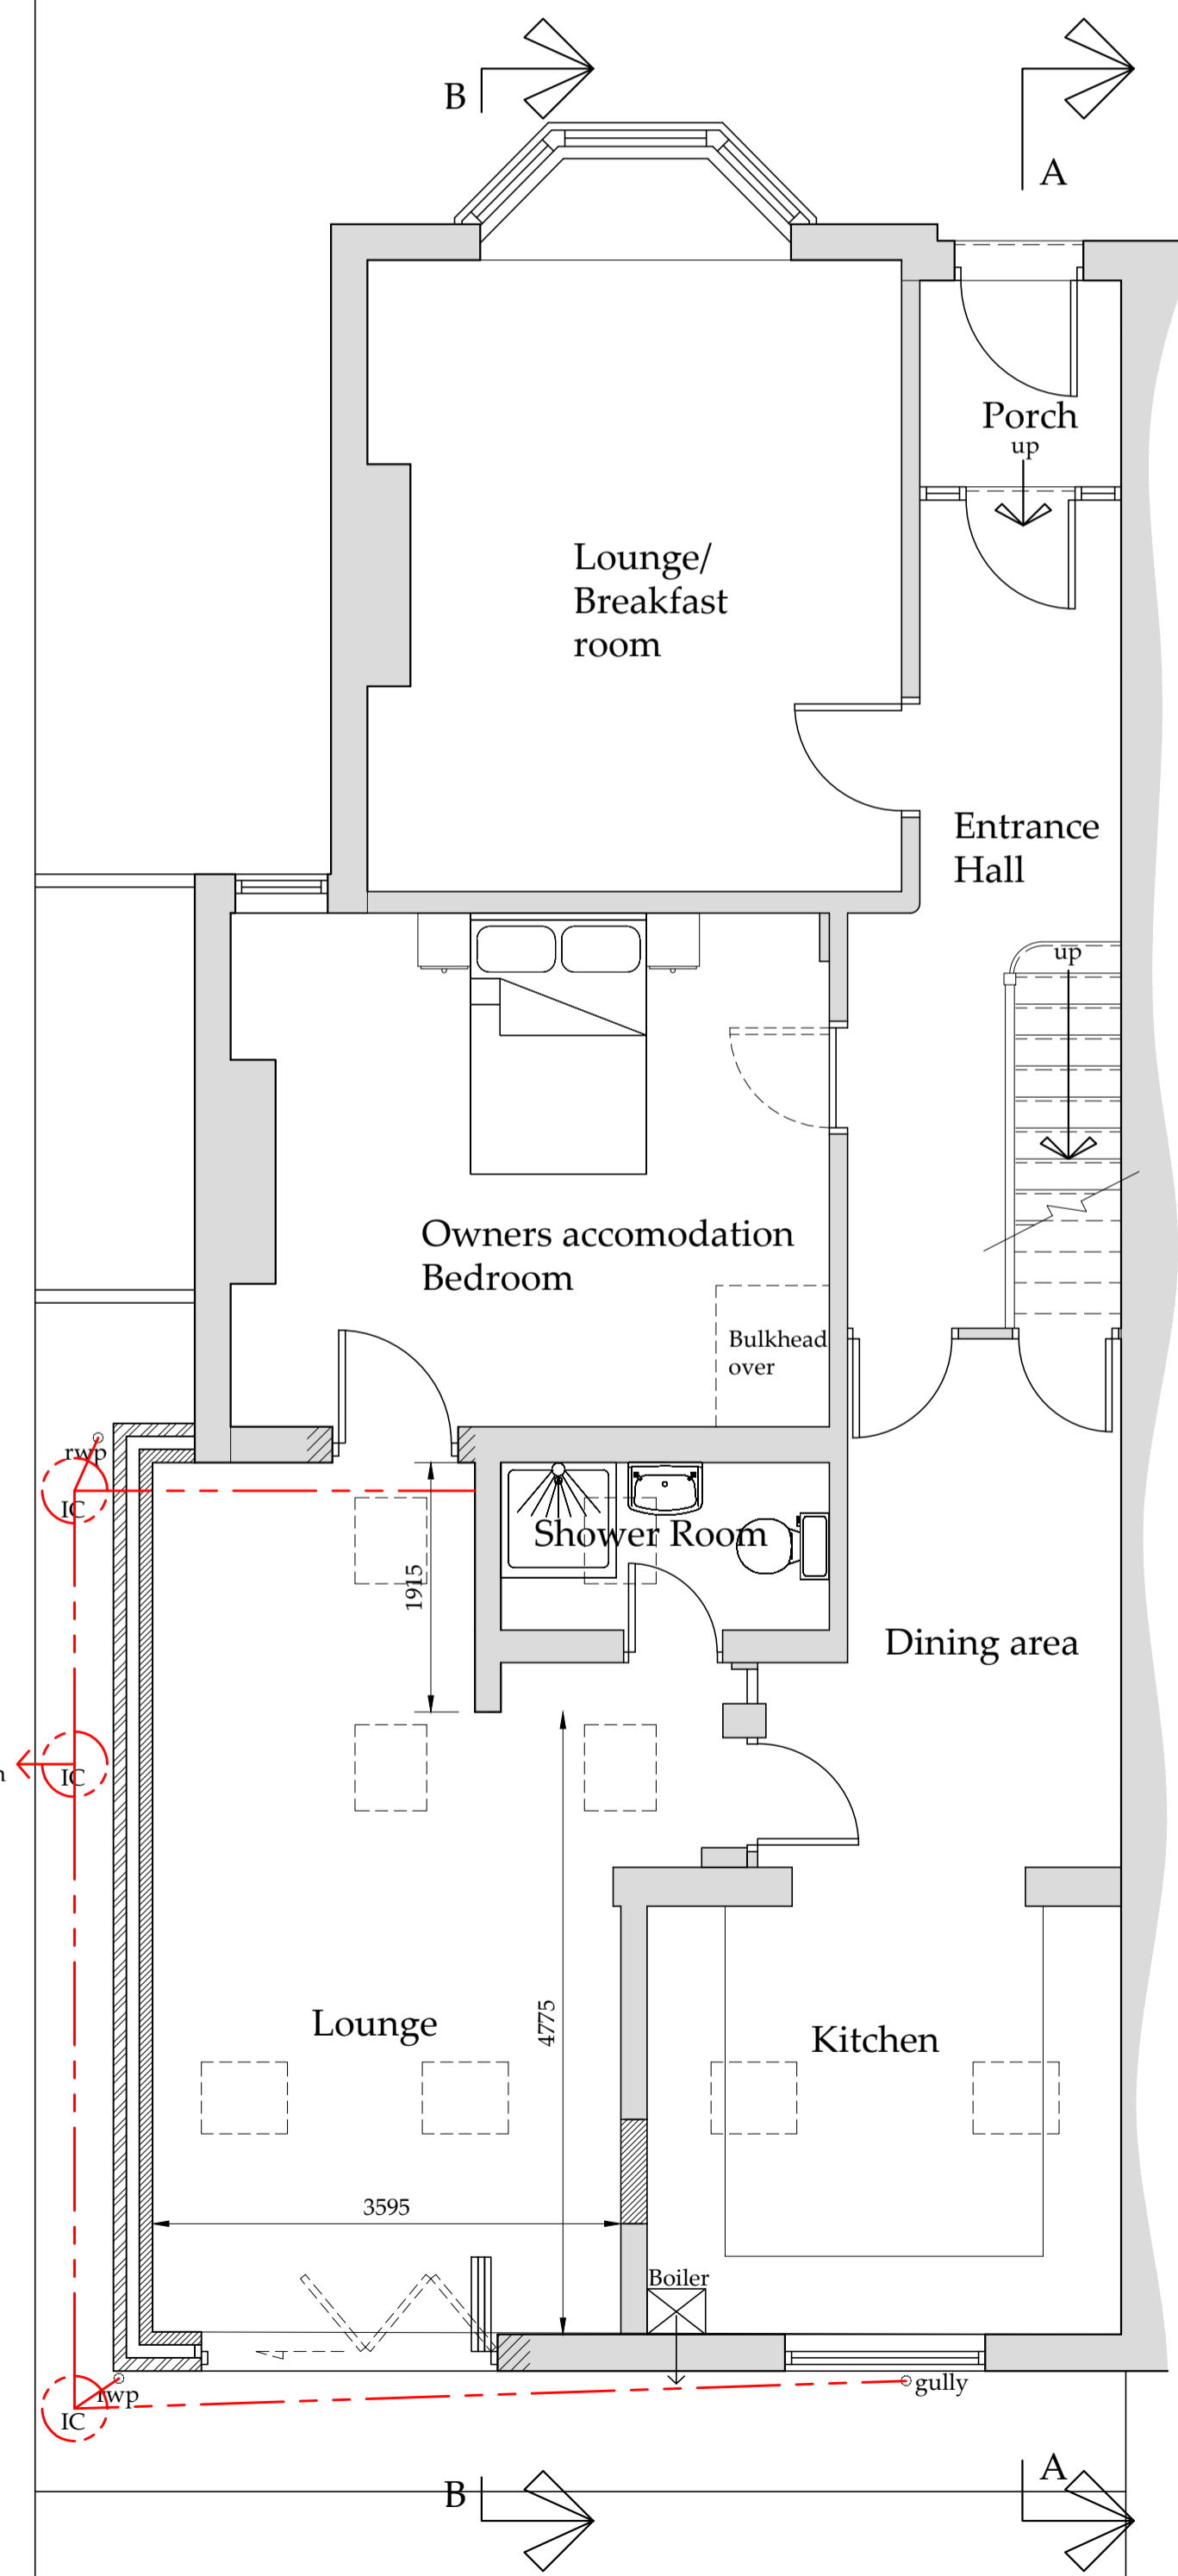 B
A
Porch
up
Lounge/
Breakfast
room
Entrance
Hall
up
Owners accomodation
Bedroom
Bulkhead
over
rwp
IC
Shower Room
1915
Dining area
IC
Lounge
4775
Kitchen
3595
Boiler
rwp
IC
gully
B
A